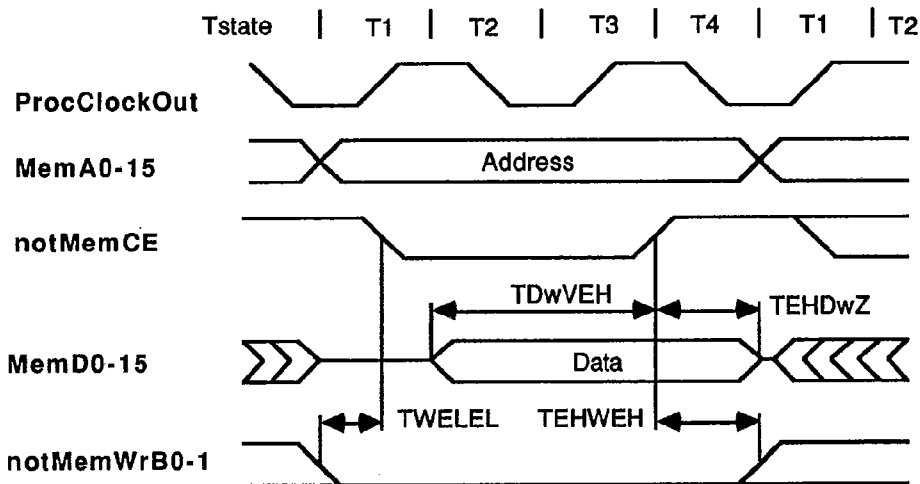 Tstate | T1 | T2 | T3 | T4 | T1 | T2
ProcClockOut
MemA0-15
Address
notMemCE
TDwVEH
TEHDwZ
MemD0-15
Data
TWELEL
TEHWEH
notMemWrB0-1